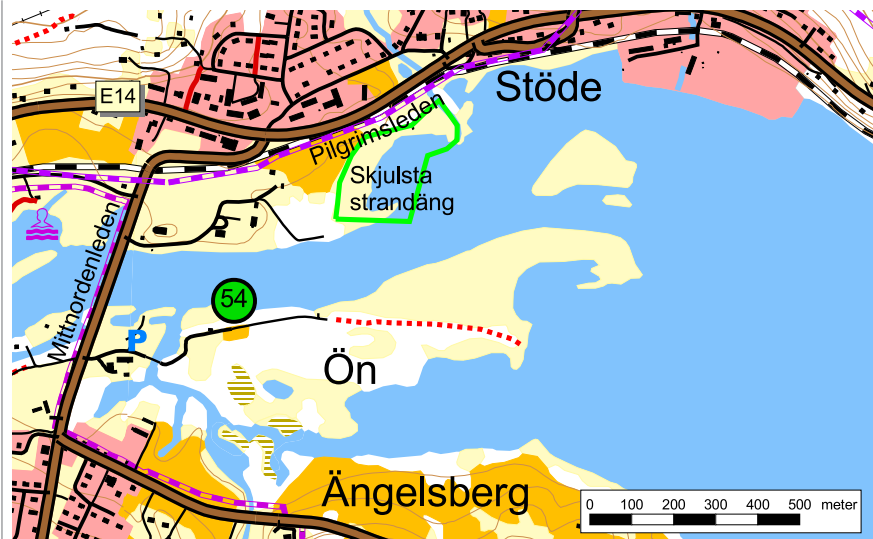 Stöde
E14
Pilgrimsleden
Skjulsta
strandäng
Mittnordenleden
54
P
Ön
Ängelsberg
0 100 200 300 400 500 meter